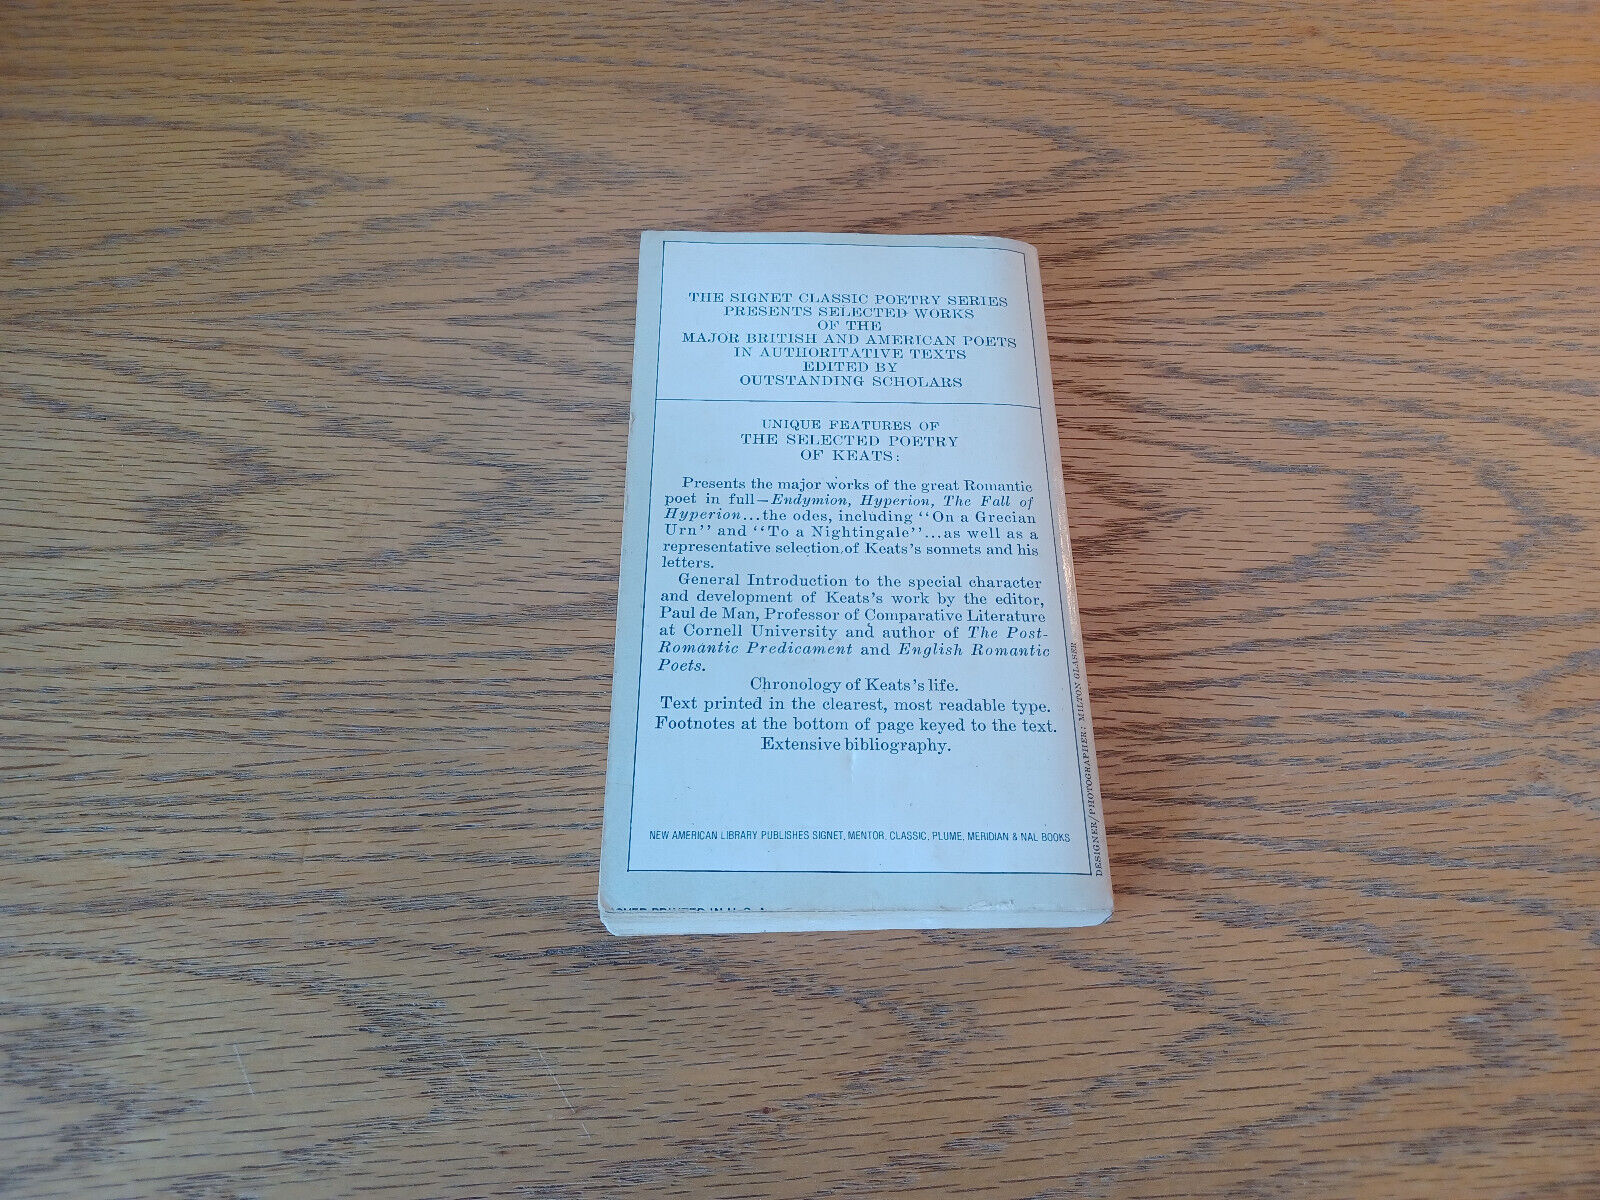 THE SIGNET CLASSIC POETRY SERIES
PRESENTS SELECTED WORKS
OF THE
MAJOR BRITISH AND AMERICAN POETS
IN AUTHORITATIVE TEXTS
EDITED BY
OUTSTANDING SCHOLARS
UNIQUE FEATURES OF
THE SELECTED POETRY
OF KEATS:
Presents the major works of the great Romantic
poet in full—Endymion, Hyperion, The Fall of
Hyperion...the odes, including "On a Grecian
Urn" and "To a Nightingale"...as well as a
representative selection of Keats's sonnets and his
letters.
General Introduction to the special character
and development of Keats's work by the editor,
Paul de Man, Professor of Comparative Literature
at Cornell University and author of The Post-
Romantic Predicament and English Romantic
Poets.
Chronology of Keats's life.
Text printed in the clearest, most readable type.
Footnotes at the bottom of page keyed to the text.
Extensive bibliography.
NEW AMERICAN LIBRARY PUBLISHES SIGNET, MENTOR, CLASSIC, PLUME, MERIDIAN & NAL BOOKS
DESIGNER/PHOTOGRAPHER: MILTON GLASER